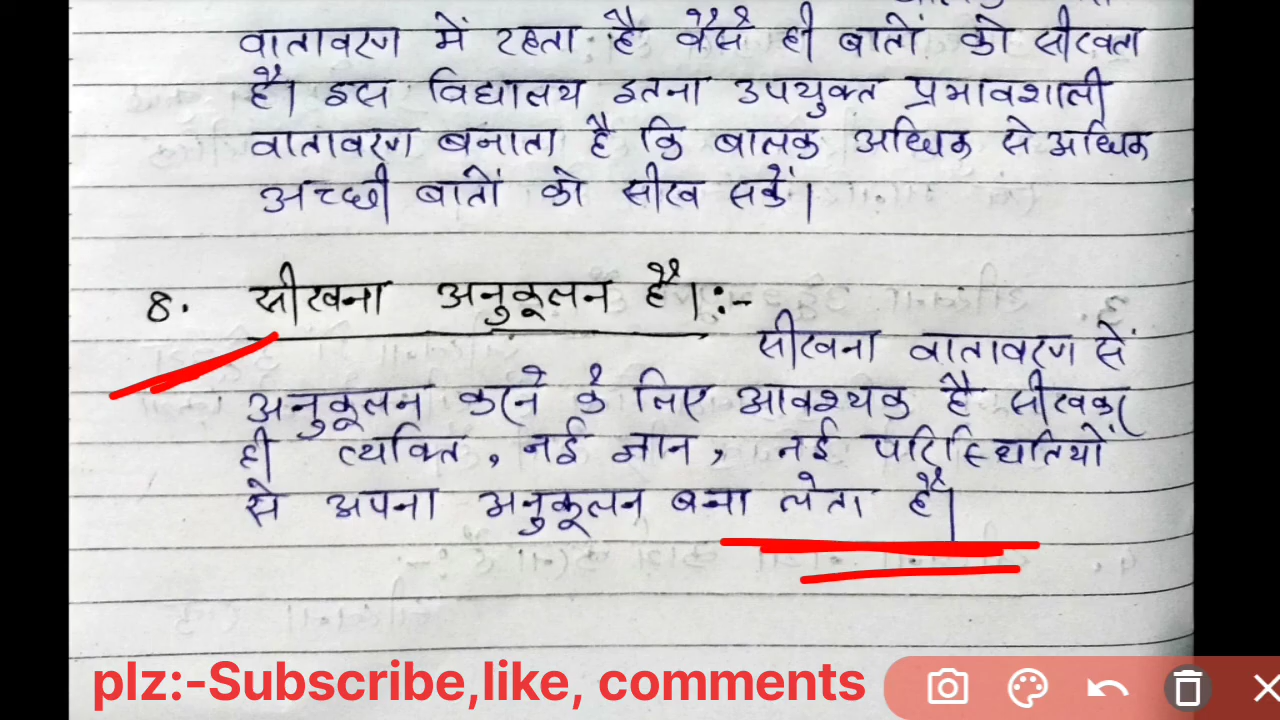 वातावरण में रहता है वैसे ही बातों को सीखता
है। इस विद्यालय इतना उपयुक्त प्रभावशाली
वातावरण बनाता है कि बालक अधिक से अधिक
अच्छी बातों को सीख सकें।
8. सीखना अनुकूलन है।:-
सीखना वातावरण से
अनुकूलन करने के लिए आवश्यक है सीखकर
ही व्यक्ति, नई ज्ञान, नई परिस्थितियों
से अपना अनुकूलन बना लेता है।
plz:-Subscribe,like, comments